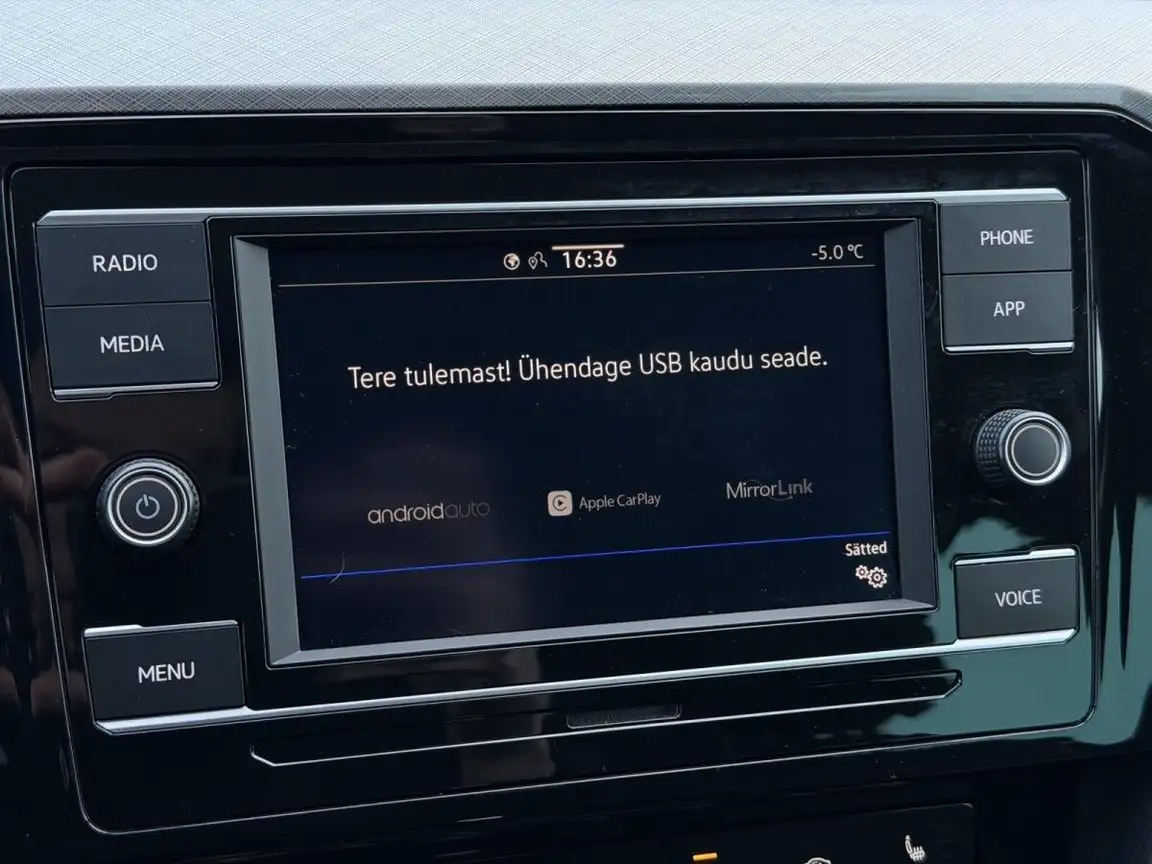 RADIO
MEDIA
MENU
16:36
-5.0 °C
Tere tulemast! Ühendage USB kaudu seade.
androidauto
Apple CarPlay
MirrorLink
Sätted
PHONE
APP
VOICE